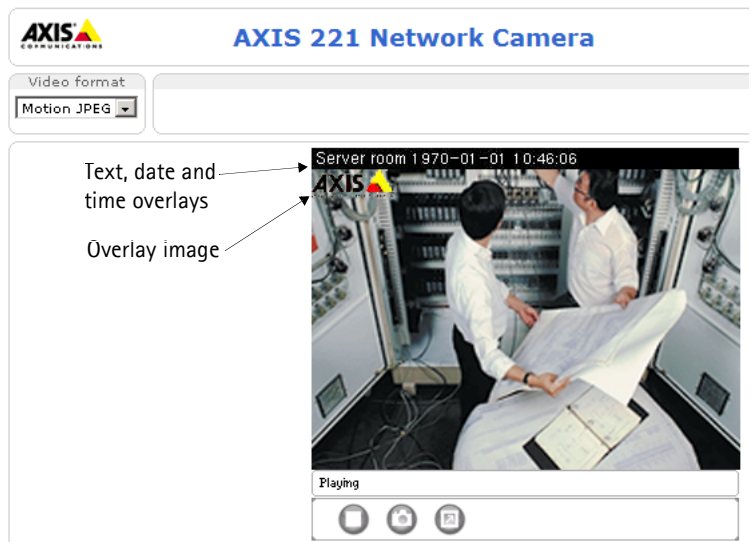 AXIS
COMMUNICATIONS
AXIS 221 Network Camera
Video format
Motion JPEG
Text, date and
time overlays
Overlay image
Server room 1970-01-01 10:46:06
AXIS
Playing